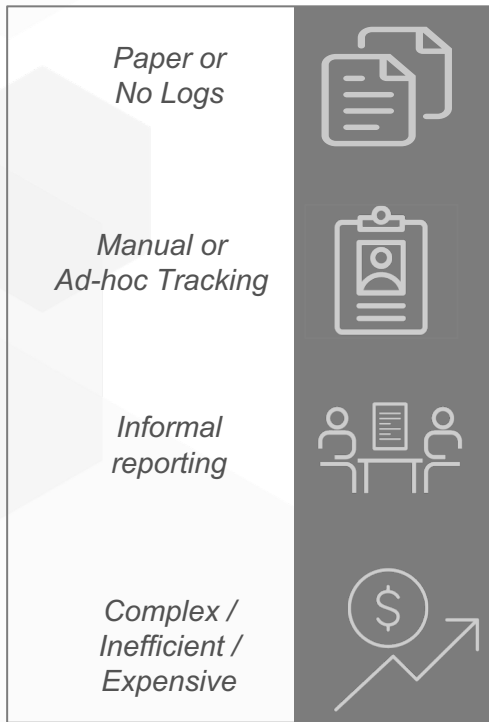 Paper or
No Logs
Manual or
Ad-hoc Tracking
Informal
reporting
$
Complex /
Inefficient /
Expensive